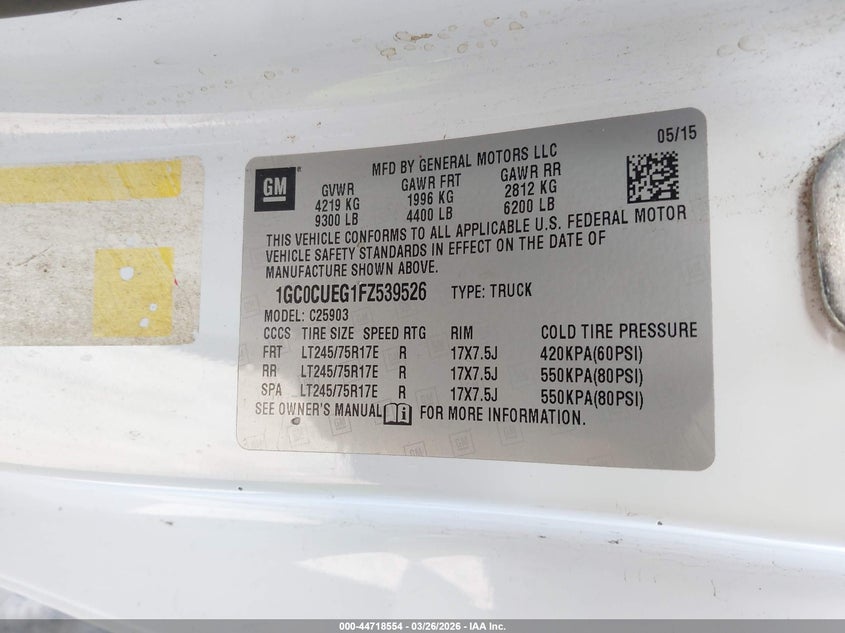 05/15
MFD BY GENERAL MOTORS LLC
GM
GVWR GAWR FRT GAWR RR
4219 KG 1996 KG 2812 KG
9300 LB 4400 LB 6200 LB
THIS VEHICLE CONFORMS TO ALL APPLICABLE U.S. FEDERAL MOTOR
VEHICLE SAFETY STANDARDS IN EFFECT ON THE DATE OF
MANUFACTURE SHOWN ABOVE.
1GC0CUEG1FZ539526 TYPE: TRUCK
MODEL: C25903
CCCS TIRE SIZE SPEED RTG RIM COLD TIRE PRESSURE
FRT LT245/75R17E R 17X7.5J 420KPA(60PSI)
RR LT245/75R17E R 17X7.5J 550KPA(80PSI)
SPA LT245/75R17E R 17X7.5J 550KPA(80PSI)
SEE OWNER'S MANUAL FOR MORE INFORMATION.
000-44718554 | 03/26/2026 | IAA Inc.